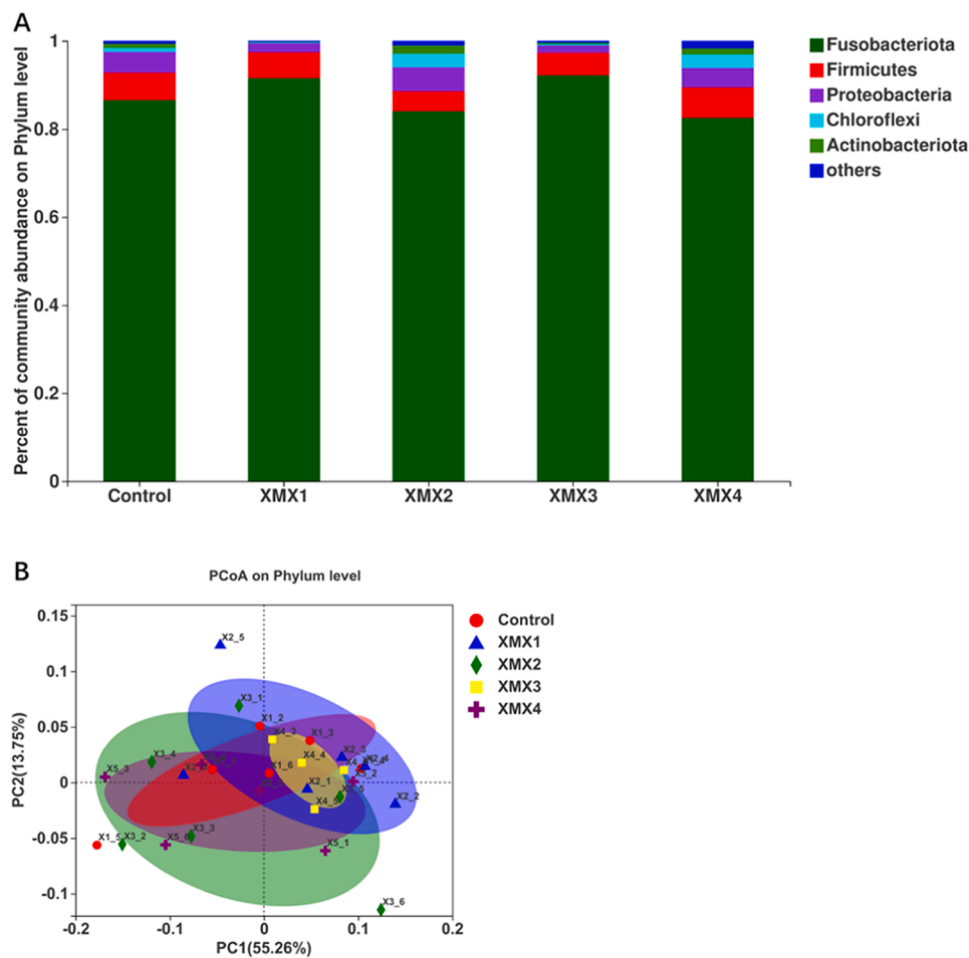 A
Percent of community abundance on Phylum level
1
0.8
0.6
0.4
0.2
0
Control
XMX1
XMX2
XMX3
XMX4
Fusobacteriota
Firmicutes
Proteobacteria
Chloroflexi
Actinobacteriota
others
B
PCoA on Phylum level
PC2(13.75%)
0.15
0.1
0.05
0
-0.05
-0.1
X2_5
X3_1
X1_2
X4_3
X1_3
X3_4
X5_3
X4_4
X2_3
X1_6
X2_1
X5_2
X2_2
X4_5
X1_5
X3_2
X3_3
X5_1
X3_6
-0.2
-0.1
0
0.1
0.2
PC1(55.26%)
Control
XMX1
XMX2
XMX3
XMX4